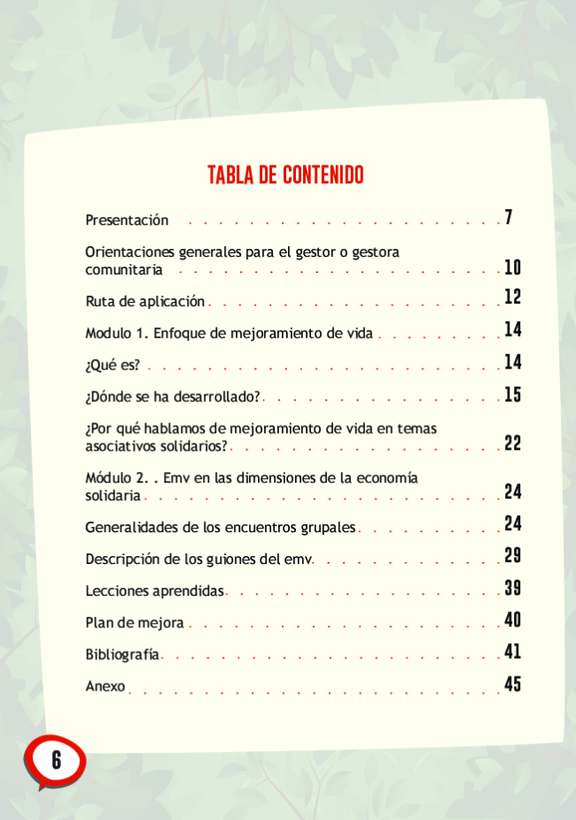 TABLA DE CONTENIDO
Presentación . . . . . . . . . . . . . . . . . . . . 7
Orientaciones generales para el gestor o gestora
comunitaria . . . . . . . . . . . . . . . . . . . . . 10
Ruta de aplicación . . . . . . . . . . . . . . . . . . . 12
Modulo 1. Enfoque de mejoramiento de vida . . . . . . . . 14
¿Qué es? . . . . . . . . . . . . . . . . . . . . . . . 14
¿Dónde se ha desarrollado? . . . . . . . . . . . . . . . 15
¿Por qué hablamos de mejoramiento de vida en temas
asociativos solidarios? . . . . . . . . . . . . . . . . . . 22
Módulo 2. . Emv en las dimensiones de la economía
solidaria . . . . . . . . . . . . . . . . . . . . . . . 24
Generalidades de los encuentros grupales . . . . . . . . . 24
Descripción de los guiones del emv. . . . . . . . . . . . 29
Lecciones aprendidas . . . . . . . . . . . . . . . . . . 39
Plan de mejora . . . . . . . . . . . . . . . . . . . . 40
Bibliografía . . . . . . . . . . . . . . . . . . . . . . 41
Anexo . . . . . . . . . . . . . . . . . . . . . . . . 45
6